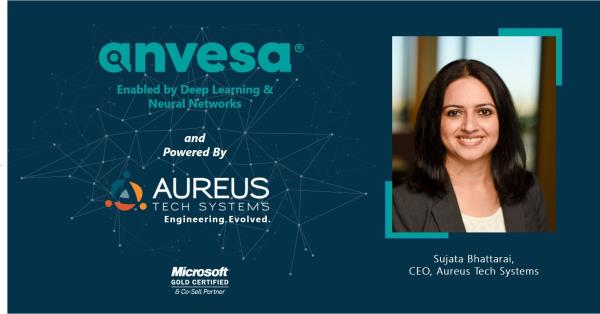 anvesa®
Enabled by Deep Learning &
Neural Networks
and
Powered By
AUREUS
TECH SYSTEMS
Engineering.Evolved.
Microsoft
GOLD CERTIFIED
& Co-Sell Partner
Sujata Bhattarai,
CEO, Aureus Tech Systems